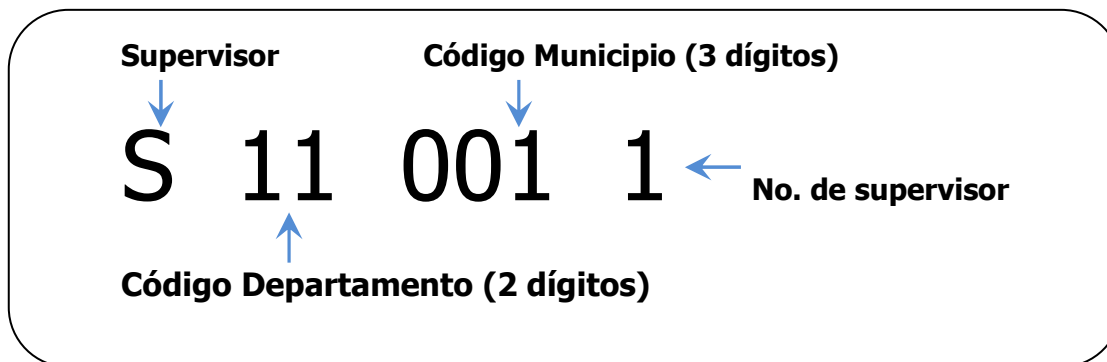 Supervisor
Código Municipio (3 dígitos)
S 11 001 1
No. de supervisor
Código Departamento (2 dígitos)